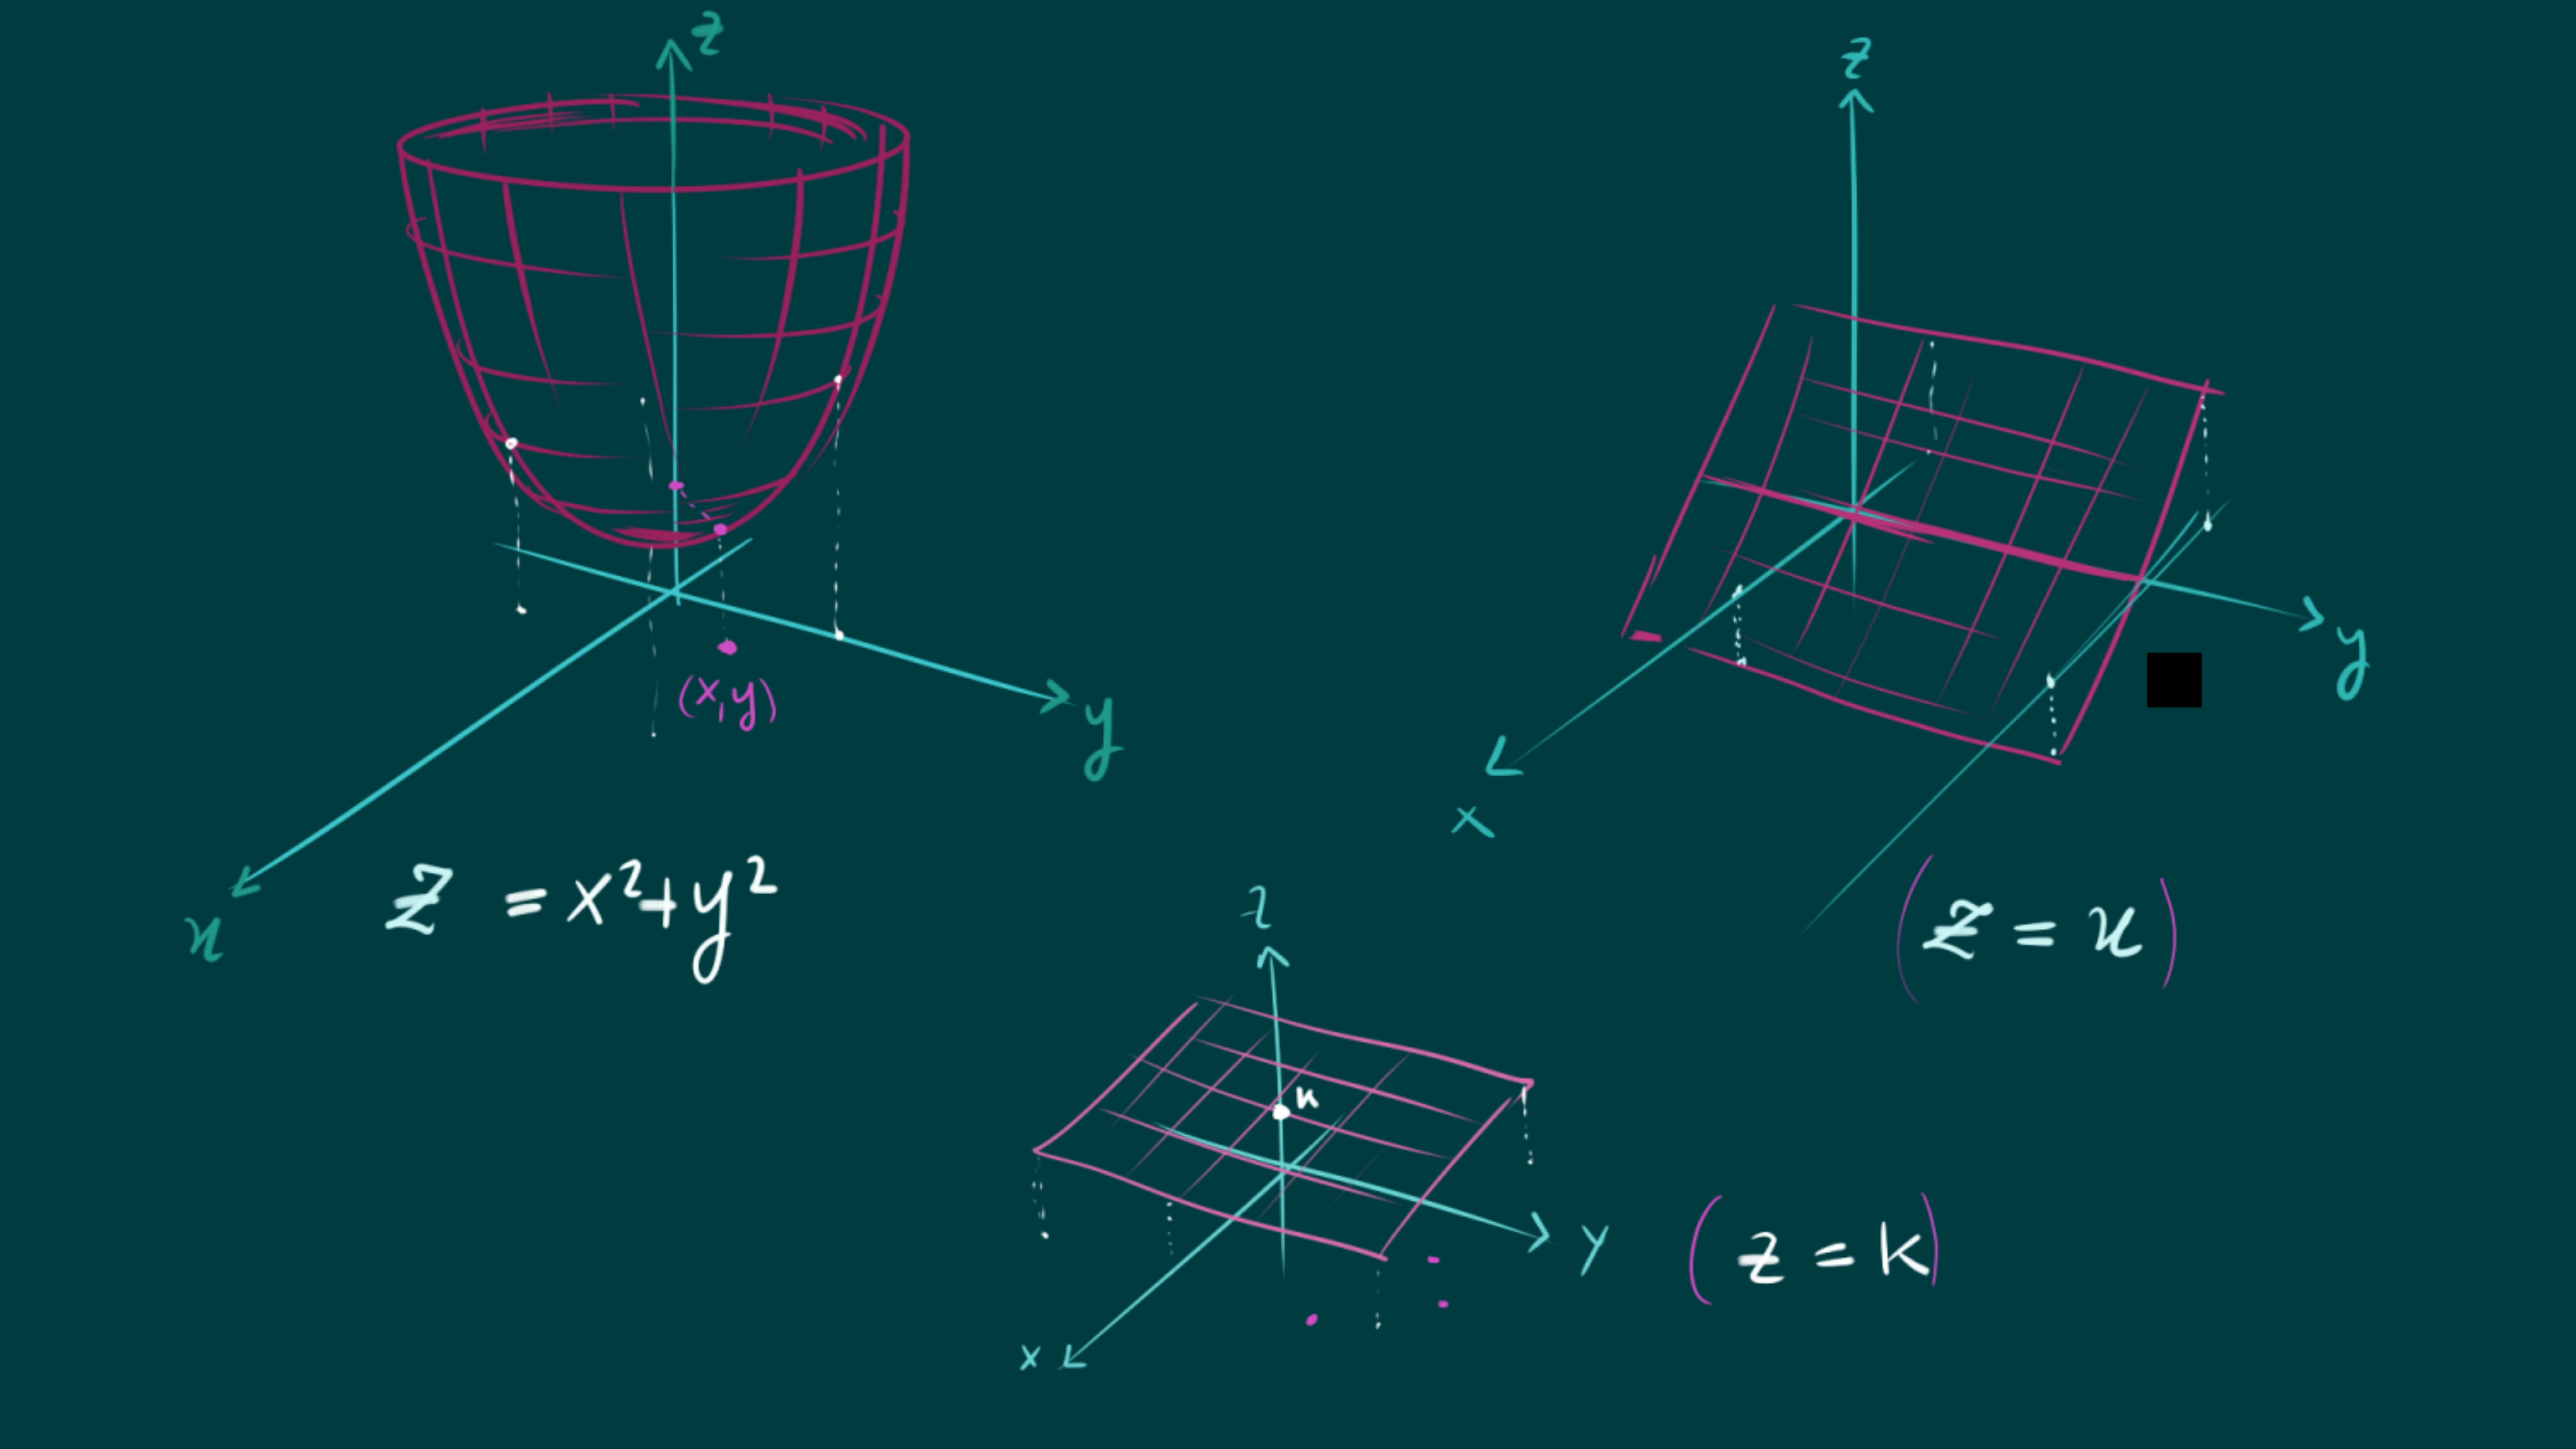 z
y
x
(x,y)
z = x²+y²
z
y
x
(z = x)
z
k
y
x
(z = k)